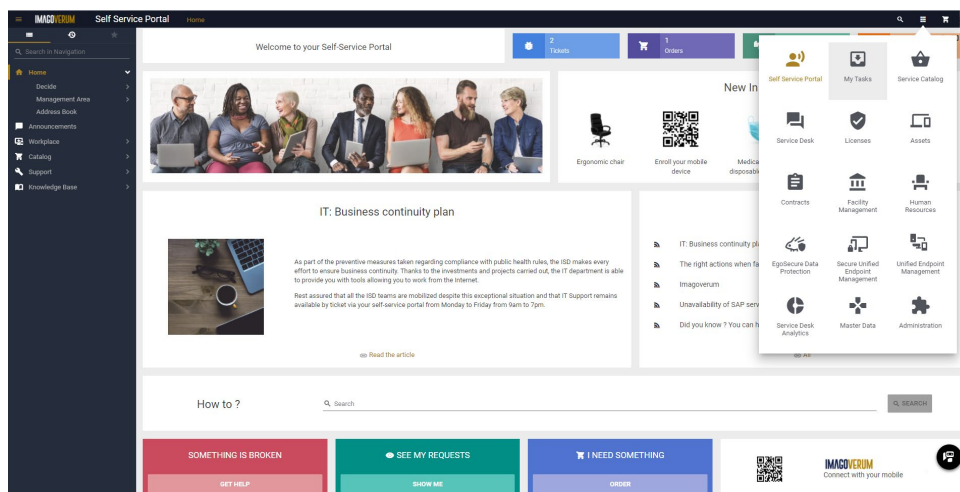 IMAGOVERUM
Self Service Portal
Home
Search in Navigation
Home
Decide
Management Area
Address Book
Announcements
Workplace
Catalog
Support
Knowledge Base
Welcome to your Self-Service Portal
2
Tickets
1
Orders
New In
Ergonomic chair
Enroll your mobile
device
Medica
disposabl
IT: Business continuity plan
As part of the preventive measures taken regarding compliance with public health rules, the ISD makes every
effort to ensure business continuity. Thanks to the investments and projects carried out, the IT department is able
to provide you with tools allowing you to work from the Internet.
Rest assured that all the ISD teams are mobilized despite this exceptional situation and that IT Support remains
available by ticket via your self-service portal from Monday to Friday from 9am to 7pm.
Read the article
IT: Business continuity pla
The right actions when fa
Imagoverum
Unavailability of SAP serv
Did you know ? You can h
All
Self Service Portal
My Tasks
Service Catalog
Service Desk
Licenses
Assets
Contracts
Facility
Management
Human
Resources
EgoSecure Data
Protection
Secure Unified
Endpoint
Management
Unified Endpoint
Management
Service Desk
Analytics
Master Data
Administration
How to ?
Search
SEARCH
SOMETHING IS BROKEN
GET HELP
SEE MY REQUESTS
SHOW ME
I NEED SOMETHING
ORDER
IMAGOVERUM
Connect with your mobile